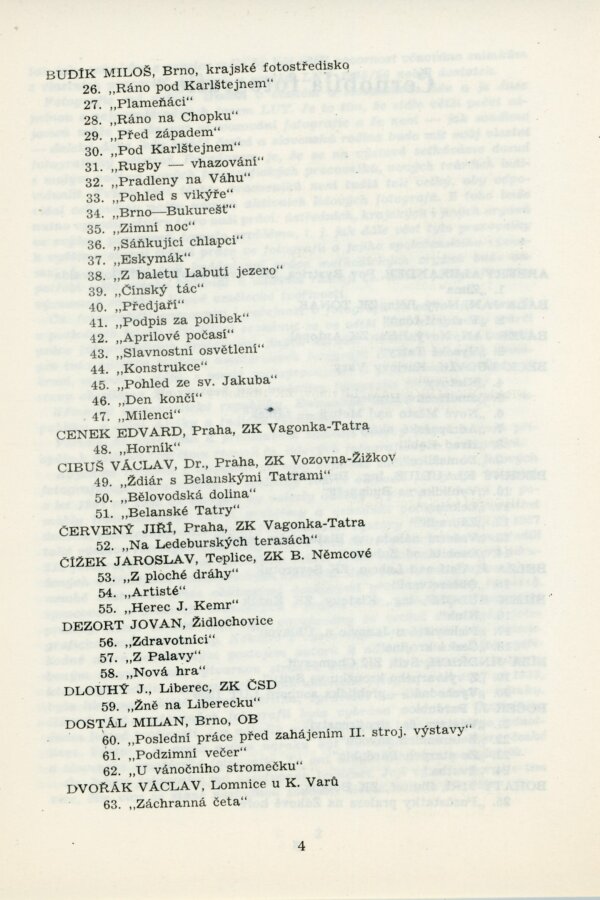 BUDÍK MILOŠ, Brno, krajské fotostředisko
26. „Ráno pod Karlštejnem“
27. „Plameňáci“
28. „Ráno na Chopku“
29. „Před západem“
30. „Pod Karlštejnem“
31. „Rugby — vhazování“
32. „Pradleny na Váhu“
33. „Pohled s vikýře“
34. „Brno—Bukurešť“
35. „Zimní noc“
36. „Sáňkující chlapci“
37. „Eskymák“
38. „Z baletu Labutí jezero“
39. „Čínský tác“
40. „Předjaří“
41. „Podpis za polibek“
42. „Aprilové počasí“
43. „Slavnostní osvětlení“
44. „Konstrukce“
45. „Pohled ze sv. Jakuba“
46. „Den končí“
47. „Milenci“
CENEK EDVARD, Praha, ZK Vagonka-Tatra
48. „Horník“
CIBUŠ VÁCLAV, Dr., Praha, ZK Vozovna-Žižkov
49. „Ždiár s Belanskými Tatrami“
50. „Bělovodská dolina“
51. „Belanské Tatry“
ČERVENÝ JIŘÍ, Praha, ZK Vagonka-Tatra
52. „Na Ledeburských terasách“
ČÍŽEK JAROSLAV, Teplice, ZK B. Němcové
53. „Z ploché dráhy“
54. „Artisté“
55. „Herec J. Kemr“
DEZORT JOVAN, Židlochovice
56. „Zdravotníci“
57. „Z Palavy“
58. „Nová hra“
DLOUHÝ J., Liberec, ZK ČSD
59. „Žně na Liberecku“
DOSTÁL MILAN, Brno, OB
60. „Poslední práce před zahájením II. stroj. výstavy“
61. „Podzimní večer“
62. „U vánočního stromečku“
DVOŘÁK VÁCLAV, Lomnice u K. Varů
63. „Záchranná četa“
4